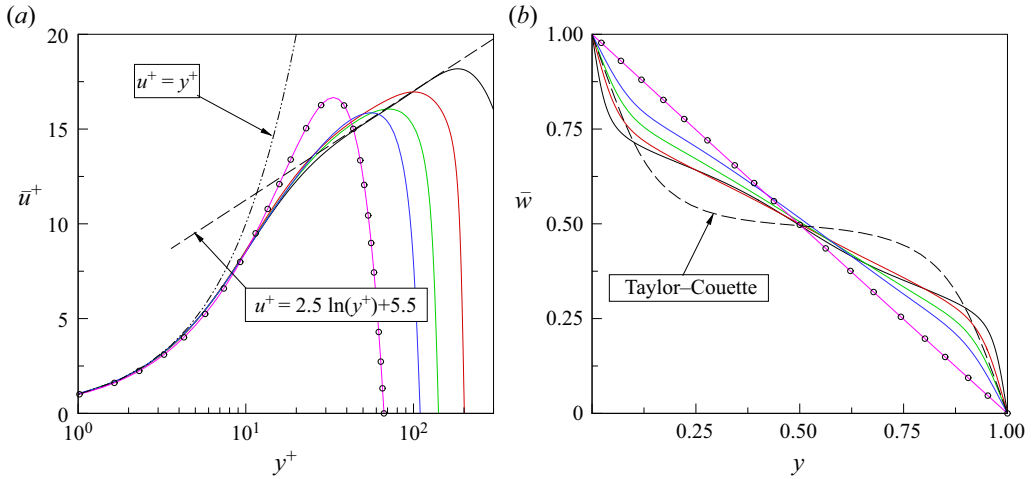 (a)
20
15
10
5
0
ū⁺
u⁺ = y⁺
u⁺ = 2.5 ln(y⁺)+5.5
10⁰
10¹
10²
y⁺
(b)
1.00
0.75
0.50
0.25
0
w̄
Taylor–Couette
0.25
0.50
0.75
1.00
y